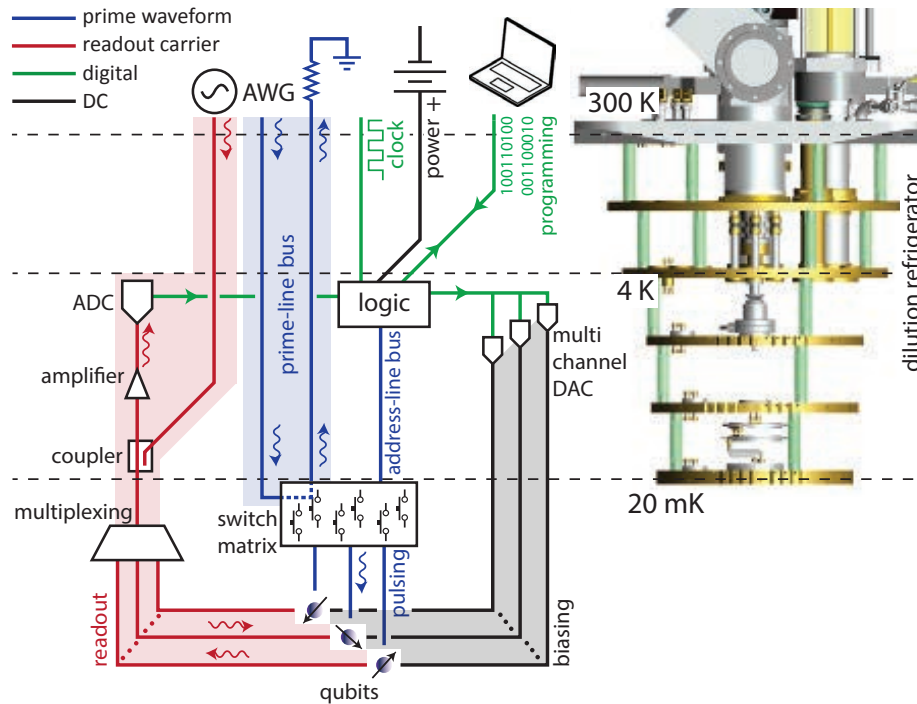 prime waveform
readout carrier
digital
DC
AWG
clock
power +
100110100
001100010
programming
300 K
dilution refrigerator
prime-line bus
4 K
ADC
logic
multi
channel
DAC
amplifier
address-line bus
coupler
20 mK
multiplexing
switch
matrix
pulsing
readout
biasing
qubits